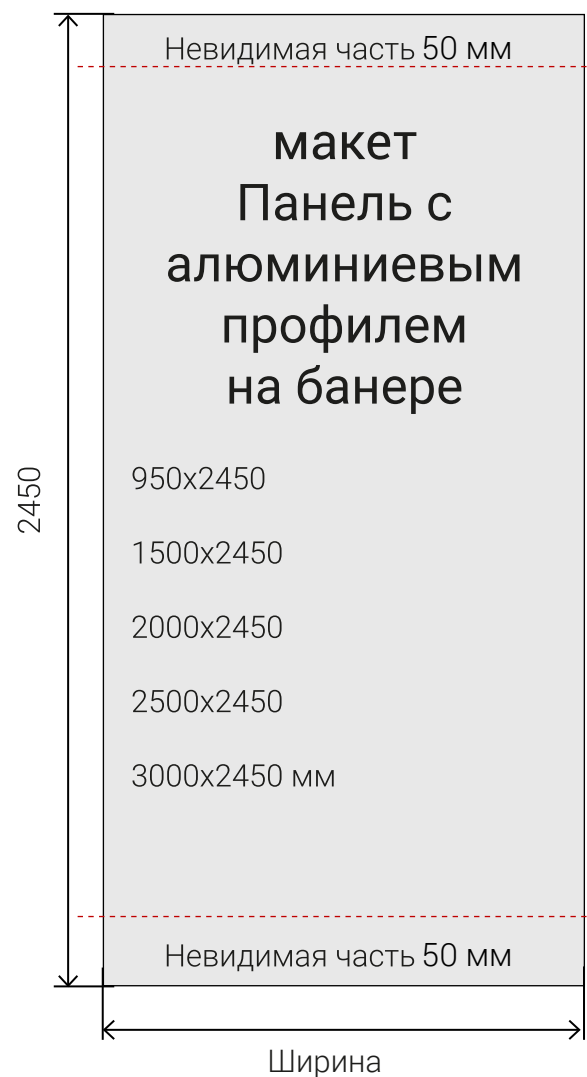 Невидимая часть 50 мм
макет
Панель с
алюминиевым
профилем
на банере
2450
950x2450
1500x2450
2000x2450
2500x2450
3000x2450 мм
Невидимая часть 50 мм
Ширина